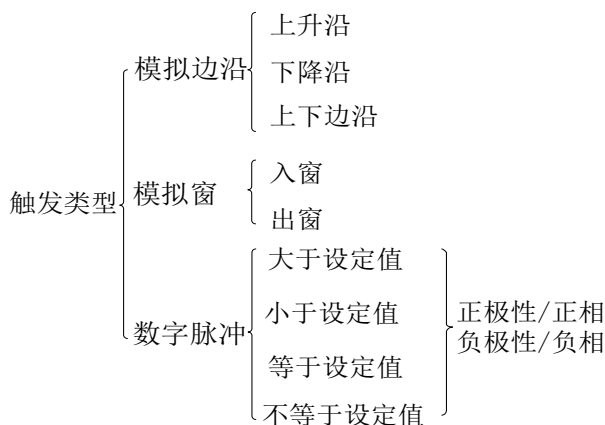 触发类型
模拟边沿
上升沿
下降沿
上下边沿
模拟窗
入窗
出窗
数字脉冲
大于设定值
小于设定值
等于设定值
不等于设定值
正极性/正相
负极性/负相